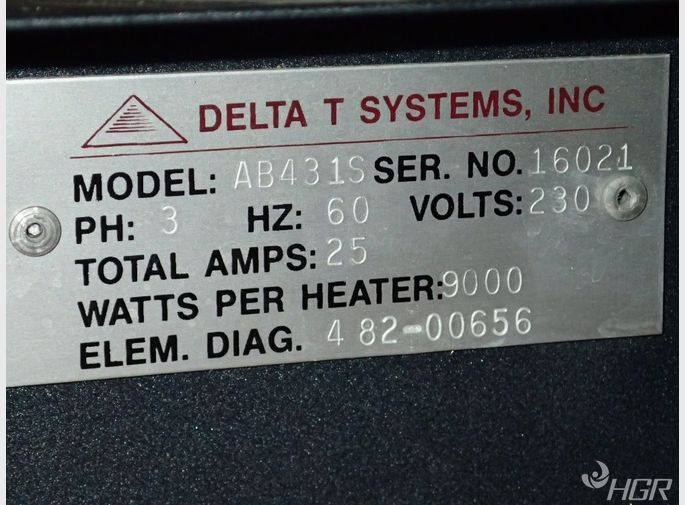 DELTA T SYSTEMS, INC
MODEL: AB431S SER. NO. 16021
PH: 3 HZ: 60 VOLTS: 230
TOTAL AMPS: 25
WATTS PER HEATER: 9000
ELEM. DIAG. 4 82-00656
HGR